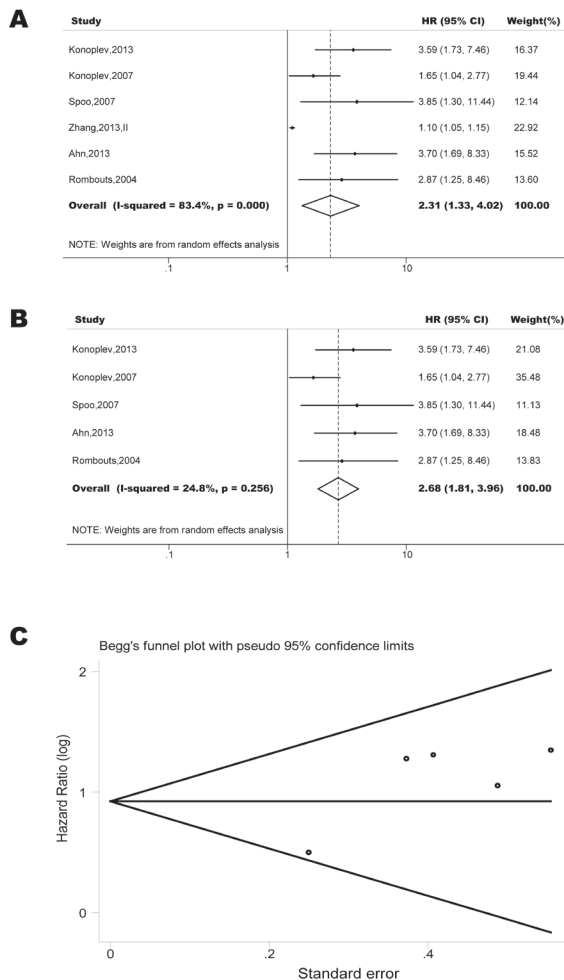 A
Study HR (95% CI) Weight(%)
Konoplev,2013 3.59 (1.73, 7.46) 16.37
Konoplev,2007 1.65 (1.04, 2.77) 19.44
Spoo,2007 3.85 (1.30, 11.44) 12.14
Zhang,2013,II 1.10 (1.05, 1.15) 22.92
Ahn,2013 3.70 (1.69, 8.33) 15.52
Rombouts,2004 2.87 (1.25, 8.46) 13.60
Overall (I-squared = 83.4%, p = 0.000) 2.31 (1.33, 4.02) 100.00
NOTE: Weights are from random effects analysis
.1 1 10
B
Study HR (95% CI) Weight(%)
Konoplev,2013 3.59 (1.73, 7.46) 21.08
Konoplev,2007 1.65 (1.04, 2.77) 35.48
Spoo,2007 3.85 (1.30, 11.44) 11.13
Ahn,2013 3.70 (1.69, 8.33) 18.48
Rombouts,2004 2.87 (1.25, 8.46) 13.83
Overall (I-squared = 24.8%, p = 0.256) 2.68 (1.81, 3.96) 100.00
NOTE: Weights are from random effects analysis
.1 1 10
C
Begg's funnel plot with pseudo 95% confidence limits
Hazard Ratio (log)
2
1
0
0 .2 .4
Standard error